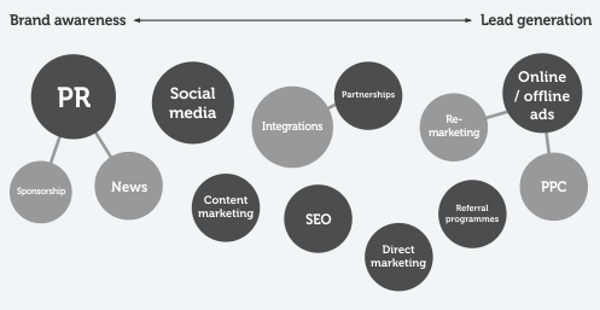 Brand awareness
Lead generation
PR
Social
media
Integrations
Partnerships
Re-
marketing
Online
/ offline
ads
Sponsorship
News
Content
marketing
SEO
Direct
marketing
Referral
programmes
PPC